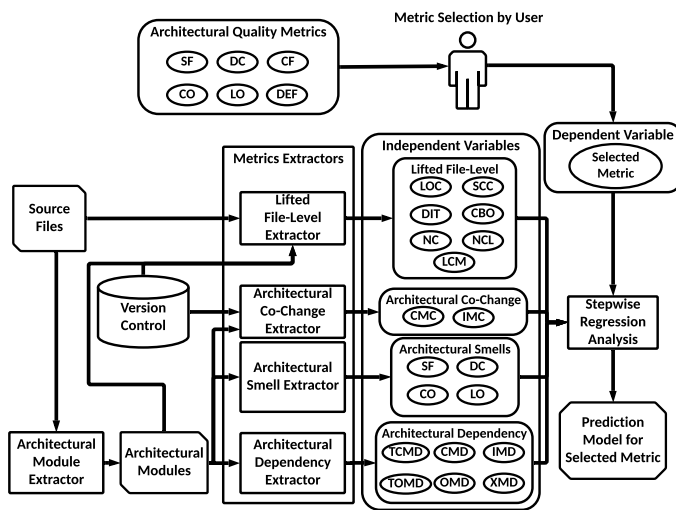 Metric Selection by User
Architectural Quality Metrics
SF
DC
CF
CO
LO
DEF
Dependent Variable
Selected
Metric
Independent Variables
Metrics Extractors
Lifted File-Level
LOC
SCC
DIT
CBO
NC
NCL
LCM
Source
Files
Lifted
File-Level
Extractor
Version
Control
Architectural
Co-Change
Extractor
Architectural Co-Change
CMC
IMC
Stepwise
Regression
Analysis
Architectural
Smell Extractor
Architectural Smells
SF
DC
CO
LO
Prediction
Model for
Selected Metric
Architectural
Module
Extractor
Architectural
Modules
Architectural
Dependency
Extractor
Architectural Dependency
TCMD
CMD
IMD
TOMD
OMD
XMD